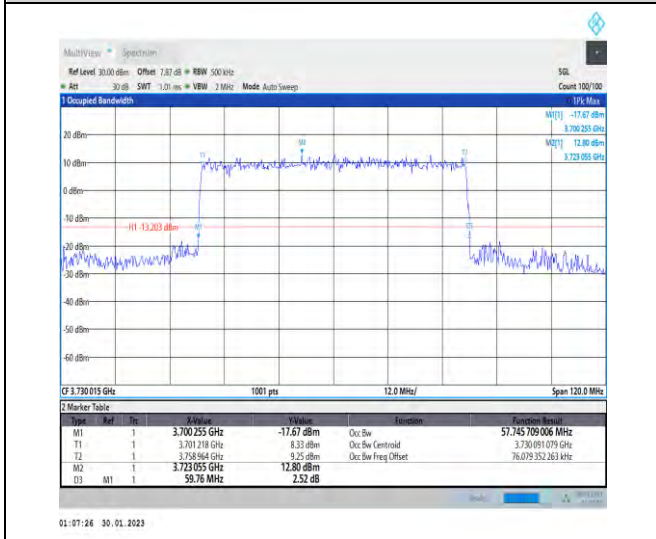 MultiView Spectrum
Ref Level 30.00 dBm Offset 7.87 dB RBW 500 kHz SGL
Att 30 dB SWT 1.01 ms VBW 2 MHz Mode Auto Sweep Count 100/100
1 Occupied Bandwidth 1Pk Max
M1[1] -17.67 dBm
3.700 255 GHz
M2[1] 12.80 dBm
3.723 055 GHz
20 dBm
M2
T1 T2
10 dBm
0 dBm
-10 dBm
H1 -13.203 dBm M1 D3
-20 dBm
-30 dBm
-40 dBm
-50 dBm
-60 dBm
CF 3.730 015 GHz 1001 pts 12.0 MHz/ Span 120.0 MHz
2 Marker Table
Type Ref Trc X-Value Y-Value Function Function Result
M1 1 3.700 255 GHz -17.67 dBm Occ Bw 57.745 709 006 MHz
T1 1 3.701 218 GHz 8.33 dBm Occ Bw Centroid 3.730 091 079 GHz
T2 1 3.758 964 GHz 9.25 dBm Occ Bw Freq Offset 76.079 352 263 kHz
M2 1 3.723 055 GHz 12.80 dBm
D3 M1 1 59.76 MHz 2.52 dB
01:07:26 30.01.2023